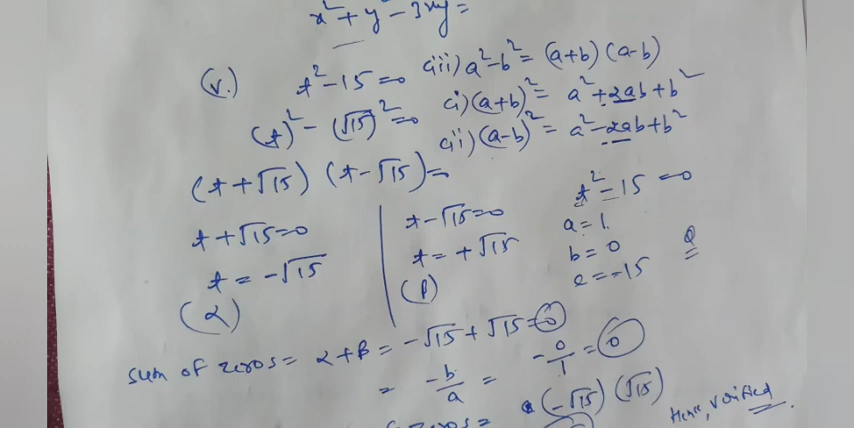 x²+y²-3xy=
(v.) t²-15=0 (iii) a²-b²=(a+b)(a-b)
(t)²-(√15)²=0 (i) (a+b)²= a²+2ab+b²
(ii) (a-b)²= a²-2ab+b²
(t+√15) (t-√15)=
t²-15=0
t+√15=0 t-√15=0 a=1.
t=-√15 t=+√15 b=0
(α) (β) c=-15
Sum of zeros= α+β= -√15+√15=0
= -b/a = -0/1 = 0
zeros= (-√15)(√15)
Hence, verified